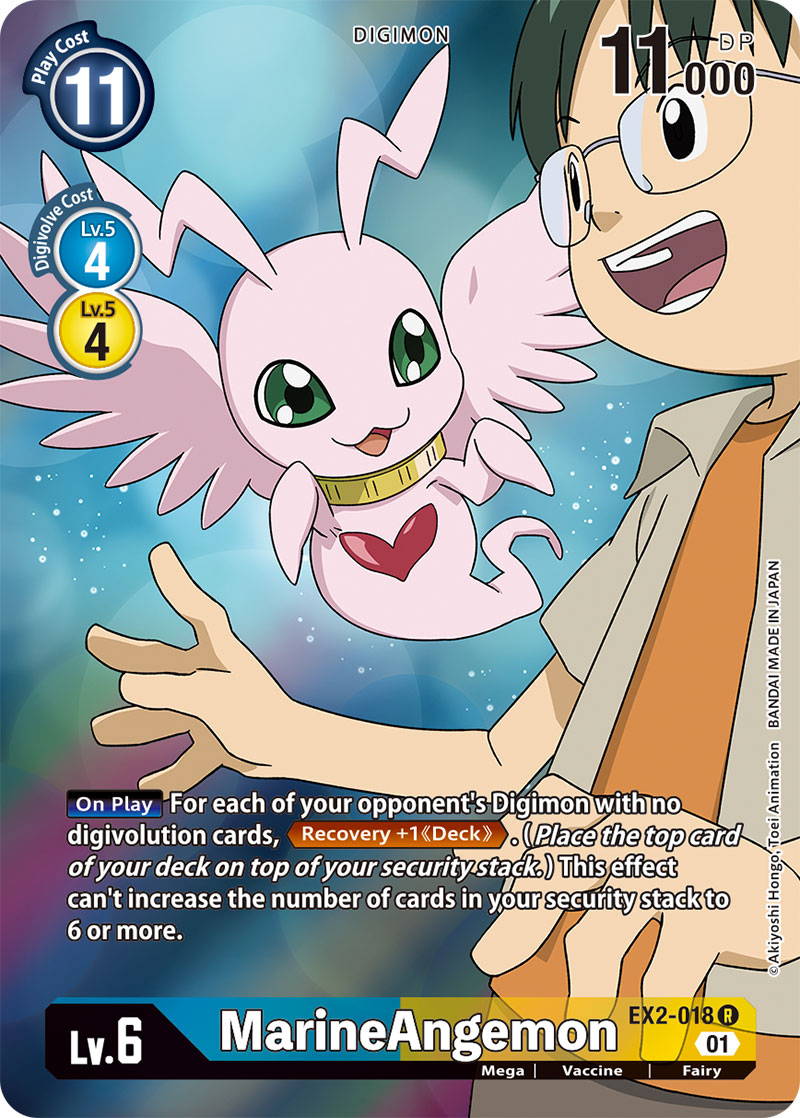 DIGIMON
Play Cost
11
DP
11000
Digivolve Cost
Lv.5
4
Lv.5
4
On Play For each of your opponent's Digimon with no
digivolution cards, Recovery +1《Deck》. (Place the top card
of your deck on top of your security stack.) This effect
can't increase the number of cards in your security stack to
6 or more.
©Akiyoshi Hongo, Toei Animation BANDAI MADE IN JAPAN
Lv.6
MarineAngemon
EX2-018 R
01
Mega | Vaccine | Fairy